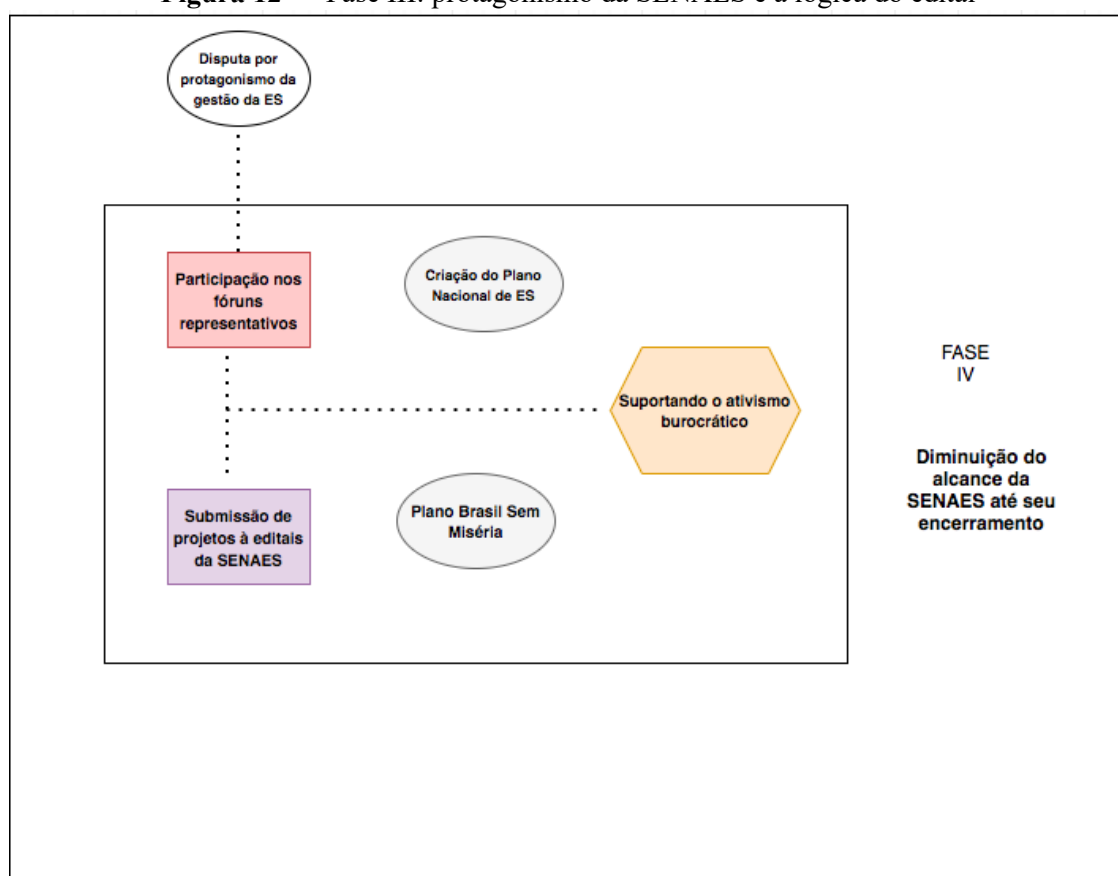 Figura 12 — Fase III: protagonismo da SENAES e a lógica do edital
Disputa por
protagonismo da
gestão da ES
Participação nos
fóruns
representativos
Criação do Plano
Nacional de ES
Suportando o ativismo
burocrático
Submissão de
projetos à editais
da SENAES
Plano Brasil Sem
Miséria
FASE
IV
Diminuição do
alcance da
SENAES até seu
encerramento